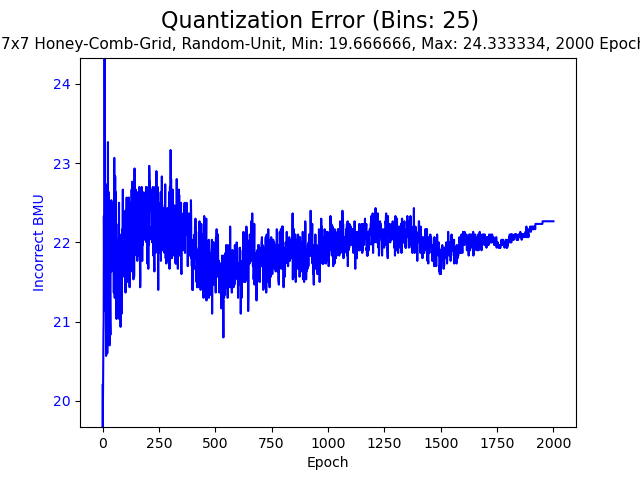 Quantization Error (Bins: 25)
7x7 Honey-Comb-Grid, Random-Unit, Min: 19.666666, Max: 24.333334, 2000 Epoch
24
23
22
21
20
Incorrect BMU
0 250 500 750 1000 1250 1500 1750 2000
Epoch